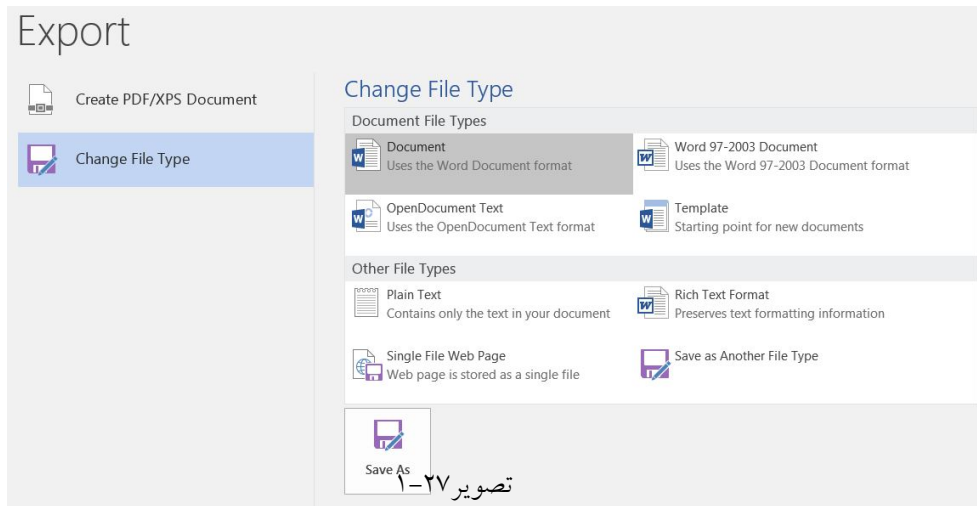 Export
Create PDF/XPS Document
Change File Type
Change File Type
Document File Types
Document
Uses the Word Document format
Word 97-2003 Document
Uses the Word 97-2003 Document format
OpenDocument Text
Uses the OpenDocument Text format
Template
Starting point for new documents
Other File Types
Plain Text
Contains only the text in your document
Rich Text Format
Preserves text formatting information
Single File Web Page
Web page is stored as a single file
Save as Another File Type
Save As
تصویر۲۷-۱